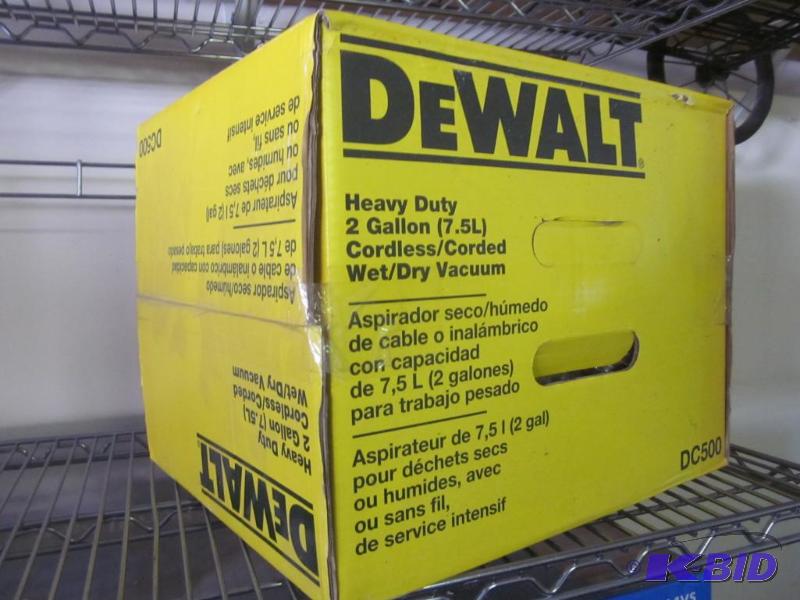 DEWALT®
Heavy Duty
2 Gallon (7.5L)
Cordless/Corded
Wet/Dry Vacuum
Aspirador seco/húmedo
de cable o inalámbrico
con capacidad
de 7,5 L (2 galones)
para trabajo pesado
Aspirateur de 7,5 l (2 gal)
pour déchets secs
ou humides, avec
ou sans fil,
de service intensif
DC500
DEWALT
Heavy Duty
2 Gallon (7.5L)
Cordless/Corded
Wet/Dry Vacuum
Aspirador seco/húmedo
de cable o inalámbrico con capacidad
de 7,5 L (2 galones) para trabajo pesado
Aspirateur de 7,5 l (2 gal)
pour déchets secs
ou humides, avec
ou sans fil,
de service intensif
DC500
K-BID